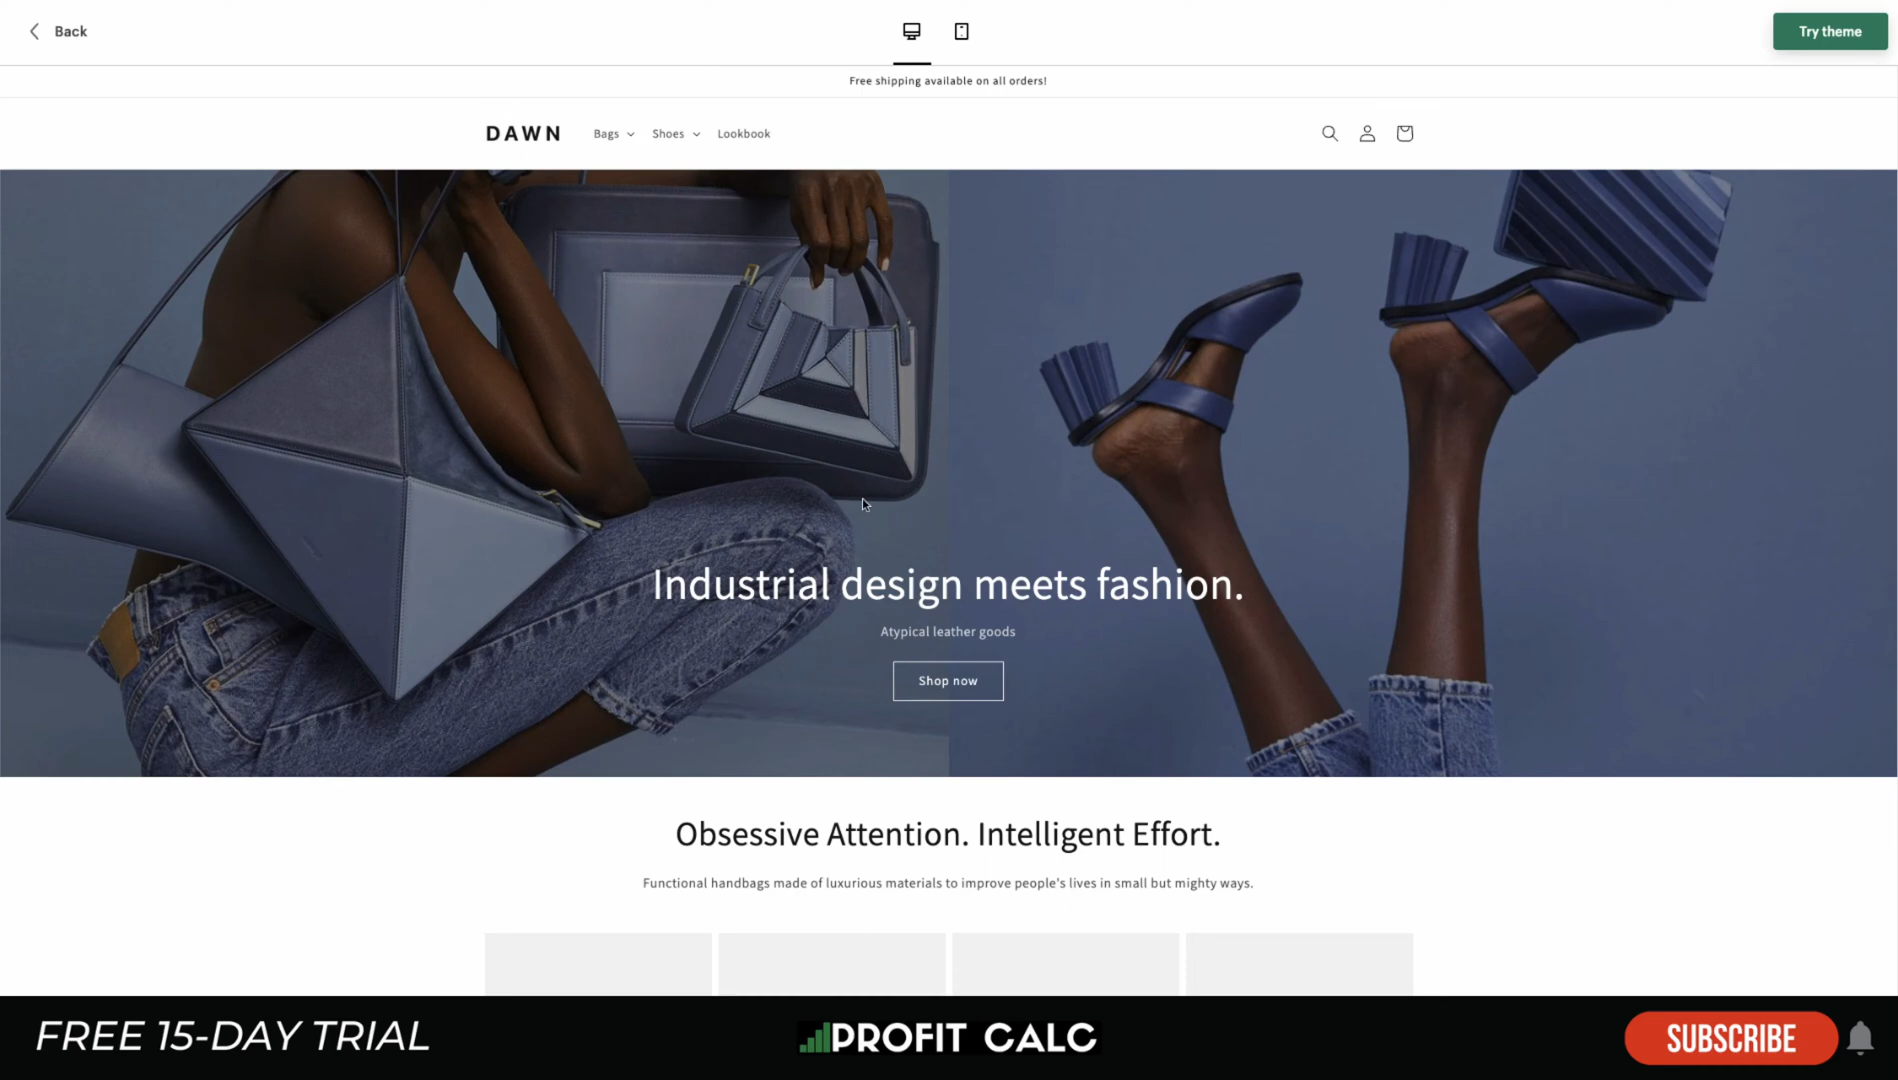 Back
Try theme
Free shipping available on all orders!
DAWN Bags Shoes Lookbook
Industrial design meets fashion.
Atypical leather goods
Shop now
Obsessive Attention. Intelligent Effort.
Functional handbags made of luxurious materials to improve people's lives in small but mighty ways.
FREE 15-DAY TRIAL
PROFIT CALC
SUBSCRIBE